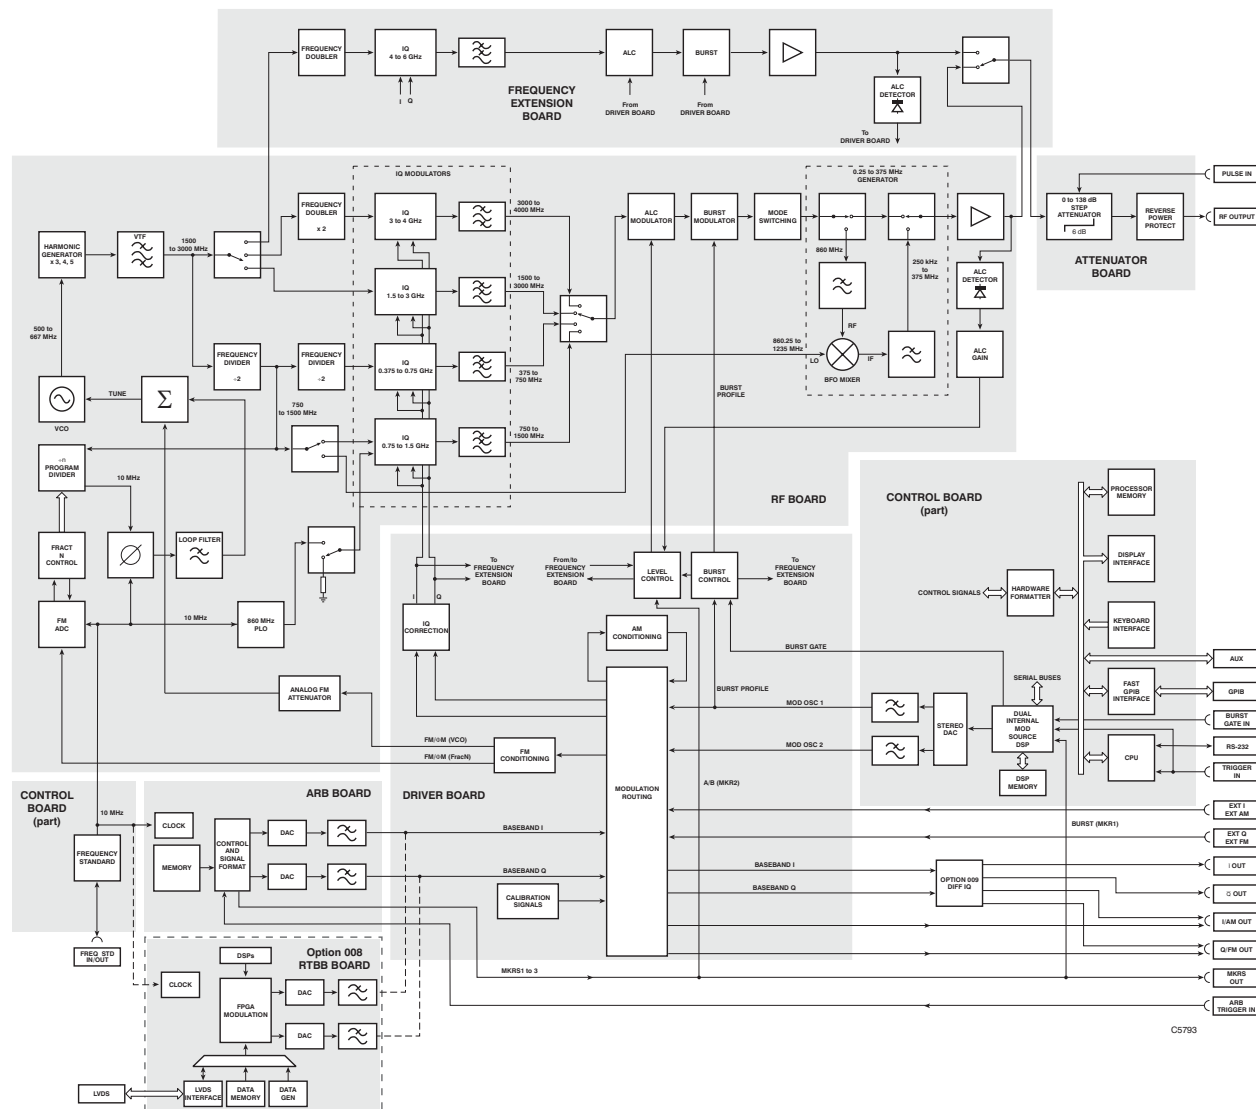 FREQUENCY
DOUBLER
IQ
4 to 6 GHz
I
Q
FREQUENCY
EXTENSION
BOARD
ALC
From
DRIVER BOARD
BURST
From
DRIVER BOARD
ALC
DETECTOR
To
DRIVER BOARD
IQ MODULATORS
FREQUENCY
DOUBLER
x 2
IQ
3 to 4 GHz
3000 to
4000 MHz
HARMONIC
GENERATOR
x 3, 4, 5
VTF
1500
to 3000 MHz
IQ
1.5 to 3 GHz
1500 to
3000 MHz
500 to
667 MHz
FREQUENCY
DIVIDER
÷2
FREQUENCY
DIVIDER
÷2
IQ
0.375 to 0.75 GHz
375 to
750 MHz
VCO
TUNE
Σ
750
to 1500 MHz
IQ
0.75 to 1.5 GHz
750 to
1500 MHz
ALC
MODULATOR
BURST
MODULATOR
MODE
SWITCHING
0.25 to 375 MHz
GENERATOR
860 MHz
250 kHz
to
375 MHz
RF
860.25 to
1235 MHz
LO
IF
BFO MIXER
BURST
PROFILE
ALC
DETECTOR
ALC
GAIN
0 to 138 dB
STEP
ATTENUATOR
6 dB
REVERSE
POWER
PROTECT
ATTENUATOR
BOARD
PULSE IN
RF OUTPUT
÷n
PROGRAM
DIVIDER
10 MHz
FRACT
N
CONTROL
LOOP FILTER
FM
ADC
10 MHz
860 MHz
PLO
RF BOARD
I
Q
To
FREQUENCY
EXTENSION
BOARD
From/to
FREQUENCY
EXTENSION
BOARD
LEVEL
CONTROL
BURST
CONTROL
To
FREQUENCY
EXTENSION
BOARD
IQ
CORRECTION
AM
CONDITIONING
BURST GATE
BURST PROFILE
ANALOG FM
ATTENUATOR
FM/ΦM (VCO)
FM/ΦM (FracN)
FM
CONDITIONING
MOD OSC 1
MOD OSC 2
MODULATION
ROUTING
A/B (MKR2)
CONTROL BOARD
(part)
PROCESSOR
MEMORY
DISPLAY
INTERFACE
CONTROL SIGNALS
HARDWARE
FORMATTER
KEYBOARD
INTERFACE
SERIAL BUSES
FAST
GPIB
INTERFACE
STEREO
DAC
DUAL
INTERNAL
MOD
SOURCE
DSP
CPU
DSP
MEMORY
AUX
GPIB
BURST
GATE IN
RS-232
TRIGGER
IN
EXT I
EXT AM
BURST (MKR1)
EXT Q
EXT FM
CONTROL
BOARD
(part)
10 MHz
FREQUENCY
STANDARD
FREQ STD
IN/OUT
ARB BOARD
CLOCK
MEMORY
CONTROL
AND
SIGNAL
FORMAT
DAC
DAC
DRIVER BOARD
BASEBAND I
BASEBAND Q
CALIBRATION
SIGNALS
BASEBAND I
BASEBAND Q
OPTION 009
DIFF IQ
I OUT
Q OUT
I/AM OUT
Q/FM OUT
MKRS1 to 3
MKRS
OUT
ARB
TRIGGER IN
DSPs
Option 008
RTBB BOARD
CLOCK
FPGA
MODULATION
DAC
DAC
LVDS
LVDS
INTERFACE
DATA
MEMORY
DATA
GEN
C5793